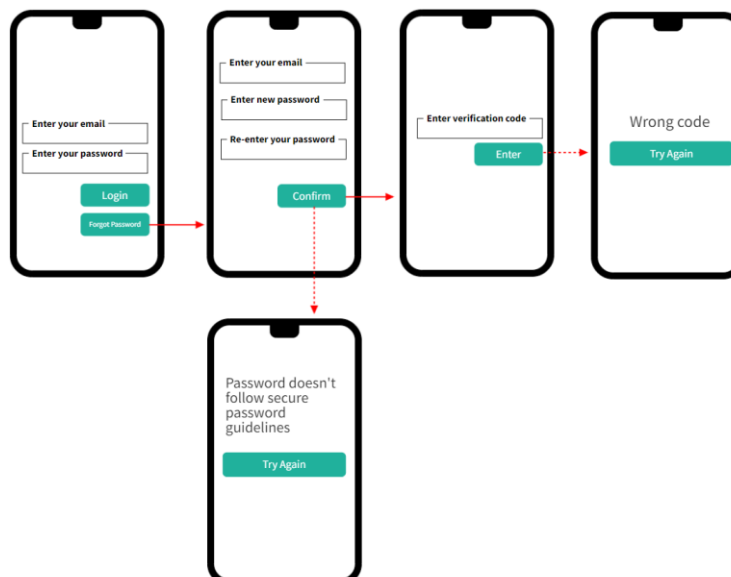 Enter your email
Enter your password
Login
Forgot Password
Enter your email
Enter new password
Re-enter your password
Confirm
Enter verification code
Enter
Wrong code
Try Again
Password doesn't
follow secure
password
guidelines
Try Again